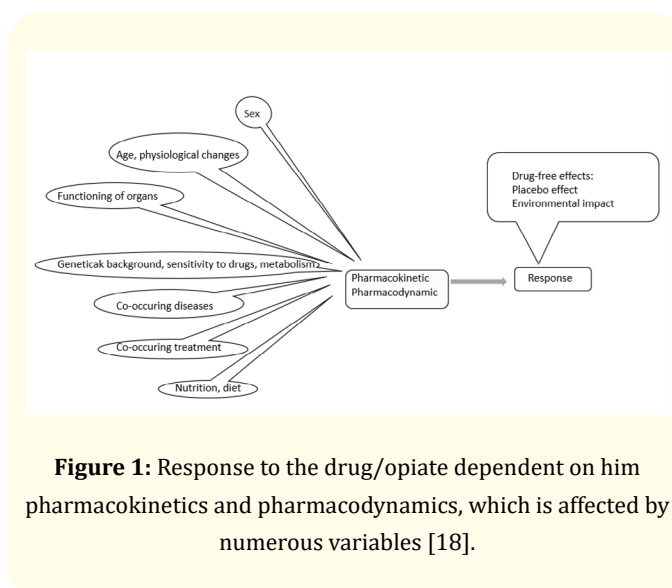 Sex
Age, physiological changes
Functioning of organs
Geneticak background, sensitivity to drugs, metabolism
Co-occuring diseases
Co-occuring treatment
Nutrition, diet
Pharmacokinetic
Pharmacodynamic
Drug-free effects:
Placebo effect
Environmental impact
Response
Figure 1: Response to the drug/opiate dependent on him
pharmacokinetics and pharmacodynamics, which is affected by
numerous variables [18].